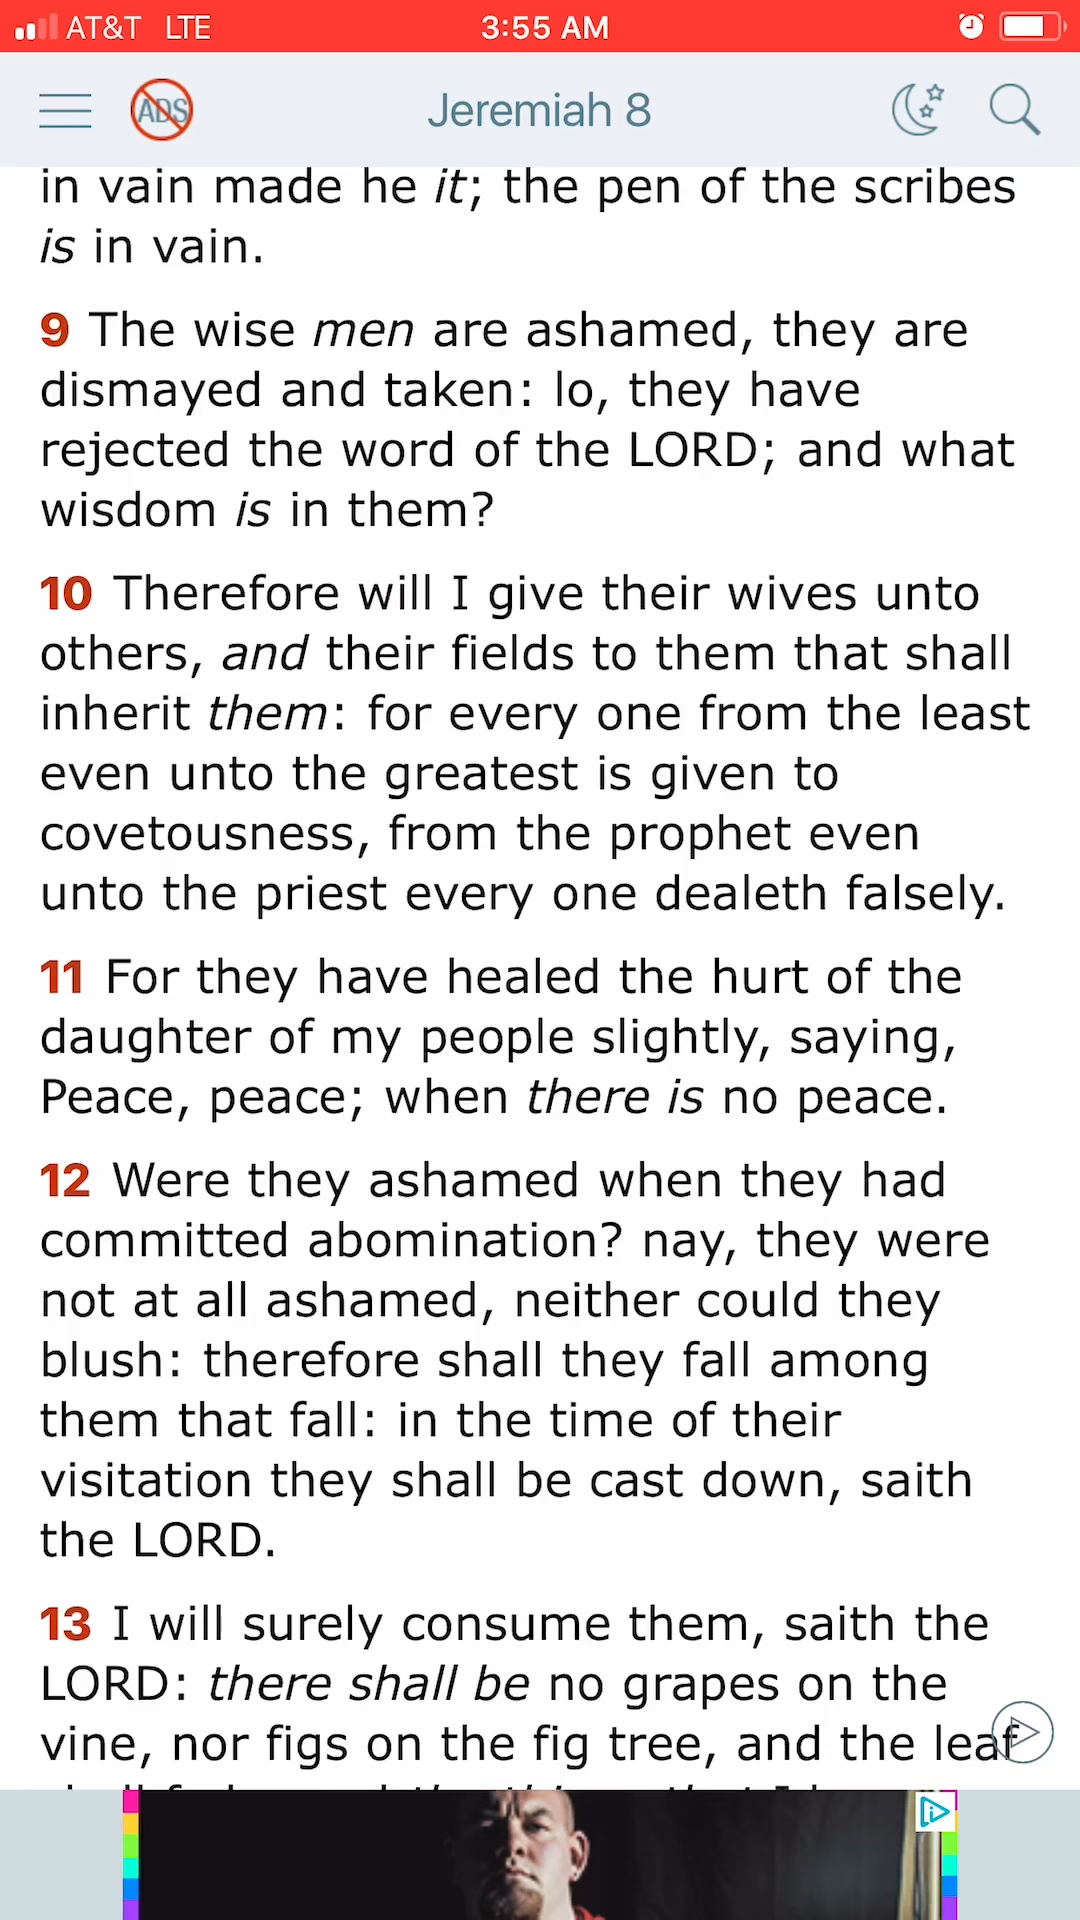 AT&T LTE 3:55 AM
ADS Jeremiah 8
in vain made he it; the pen of the scribes
is in vain.
9 The wise men are ashamed, they are
dismayed and taken: lo, they have
rejected the word of the LORD; and what
wisdom is in them?
10 Therefore will I give their wives unto
others, and their fields to them that shall
inherit them: for every one from the least
even unto the greatest is given to
covetousness, from the prophet even
unto the priest every one dealeth falsely.
11 For they have healed the hurt of the
daughter of my people slightly, saying,
Peace, peace; when there is no peace.
12 Were they ashamed when they had
committed abomination? nay, they were
not at all ashamed, neither could they
blush: therefore shall they fall among
them that fall: in the time of their
visitation they shall be cast down, saith
the LORD.
13 I will surely consume them, saith the
LORD: there shall be no grapes on the
vine, nor figs on the fig tree, and the leaf